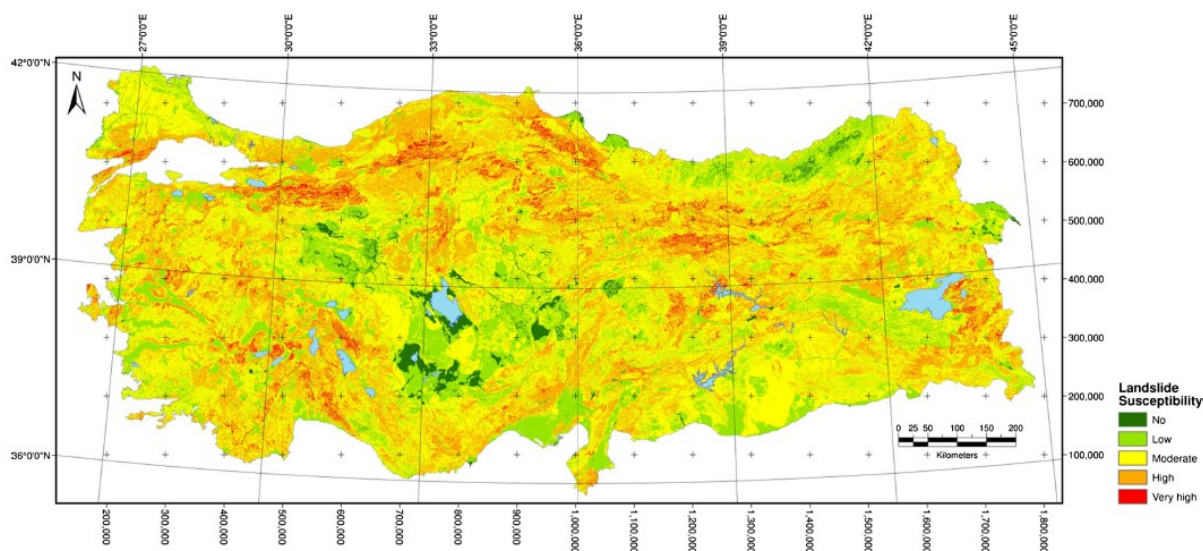 27°0'0"E
30°0'0"E
33°0'0"E
36°0'0"E
39°0'0"E
42°0'0"E
45°0'0"E
42°0'0"N
N
700,000
600,000
500,000
39°0'0"N
400,000
300,000
200,000
36°0'0"N
100,000
0 25 50 100 150 200
Kilometers
Landslide
Susceptibility
No
Low
Moderate
High
Very high
200,000
300,000
400,000
500,000
600,000
700,000
800,000
900,000
1,000,000
1,100,000
1,200,000
1,300,000
1,400,000
1,500,000
1,600,000
1,700,000
1,800,000